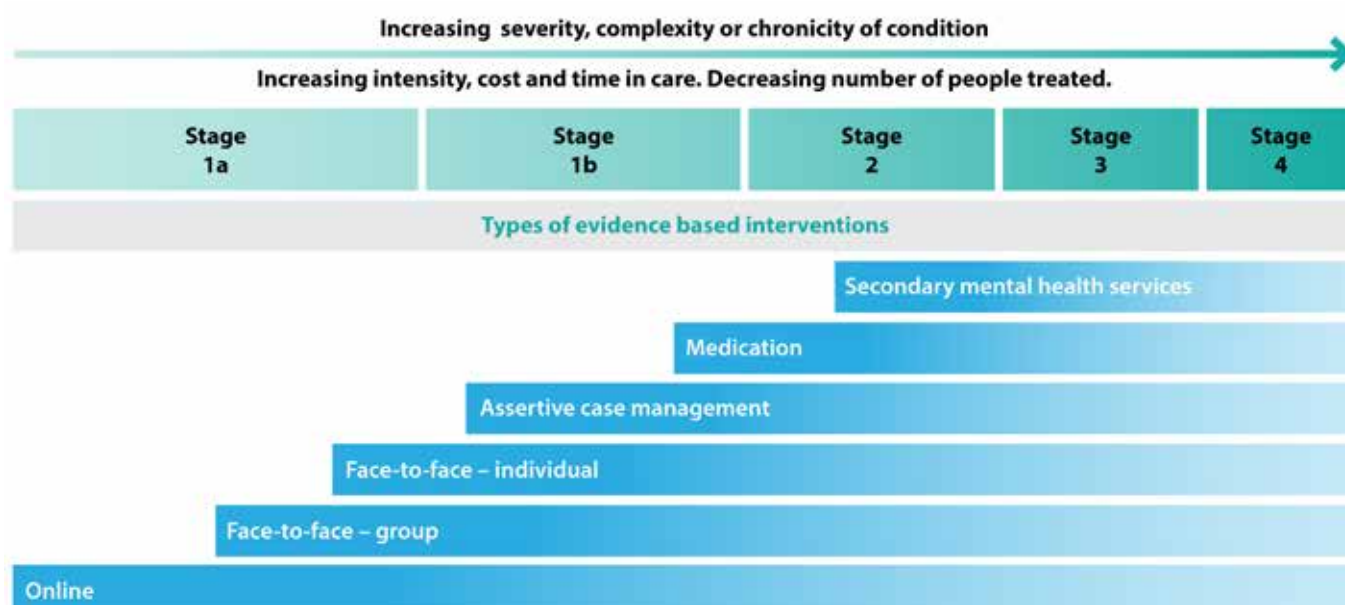 Increasing severity, complexity or chronicity of condition
Increasing intensity, cost and time in care. Decreasing number of people treated.
Stage
1a
Stage
1b
Stage
2
Stage
3
Stage
4
Types of evidence based interventions
Secondary mental health services
Medication
Assertive case management
Face-to-face – individual
Face-to-face – group
Online